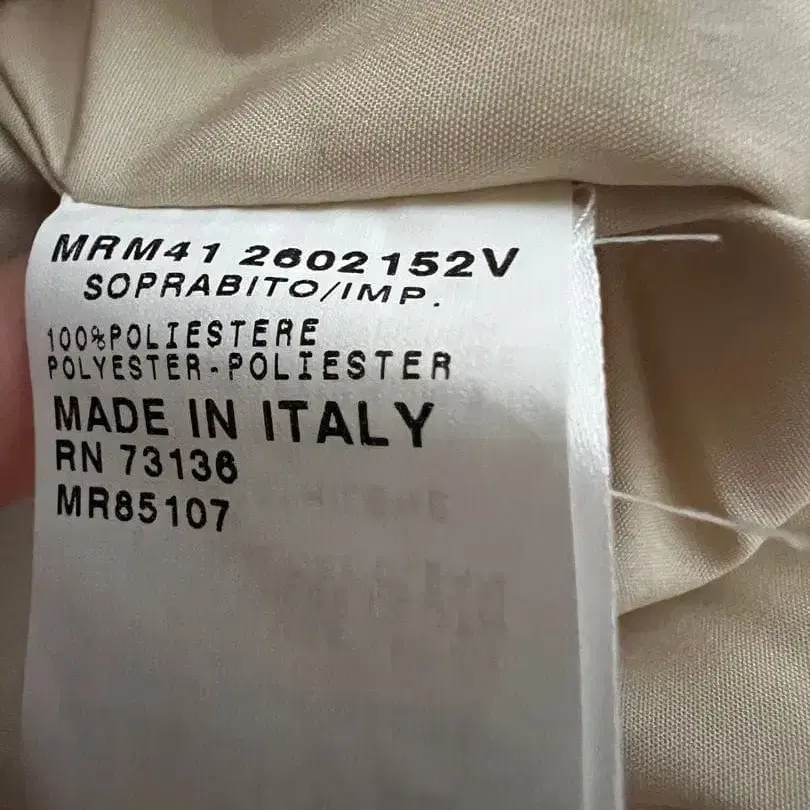 MRM41 2602152V
SOPRABITO/IMP.
100%POLIESTERE
POLYESTER-POLIESTER
MADE IN ITALY
RN 73136
MR85107